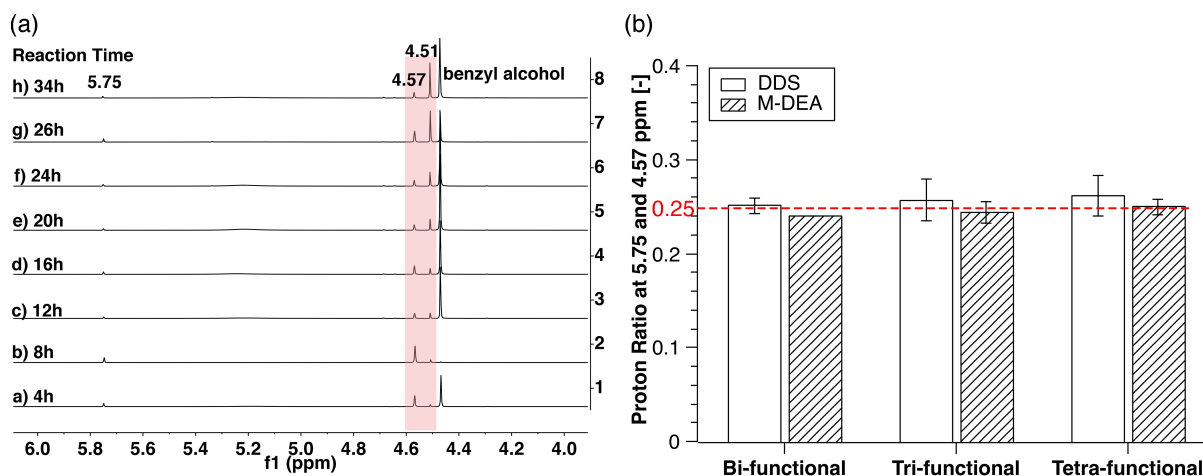 (a)
Reaction Time
5.75
4.57
4.51
benzyl alcohol
h) 34h
g) 26h
f) 24h
e) 20h
d) 16h
c) 12h
b) 8h
a) 4h
8
7
6
5
4
3
2
1
6.0 5.8 5.6 5.4 5.2 5.0 4.8 4.6 4.4 4.2 4.0
f1 (ppm)
(b)
Proton Ratio at 5.75 and 4.57 ppm [-]
0.4
0.3
0.25
0.2
0.1
0
DDS
M-DEA
Bi-functional Tri-functional Tetra-functional